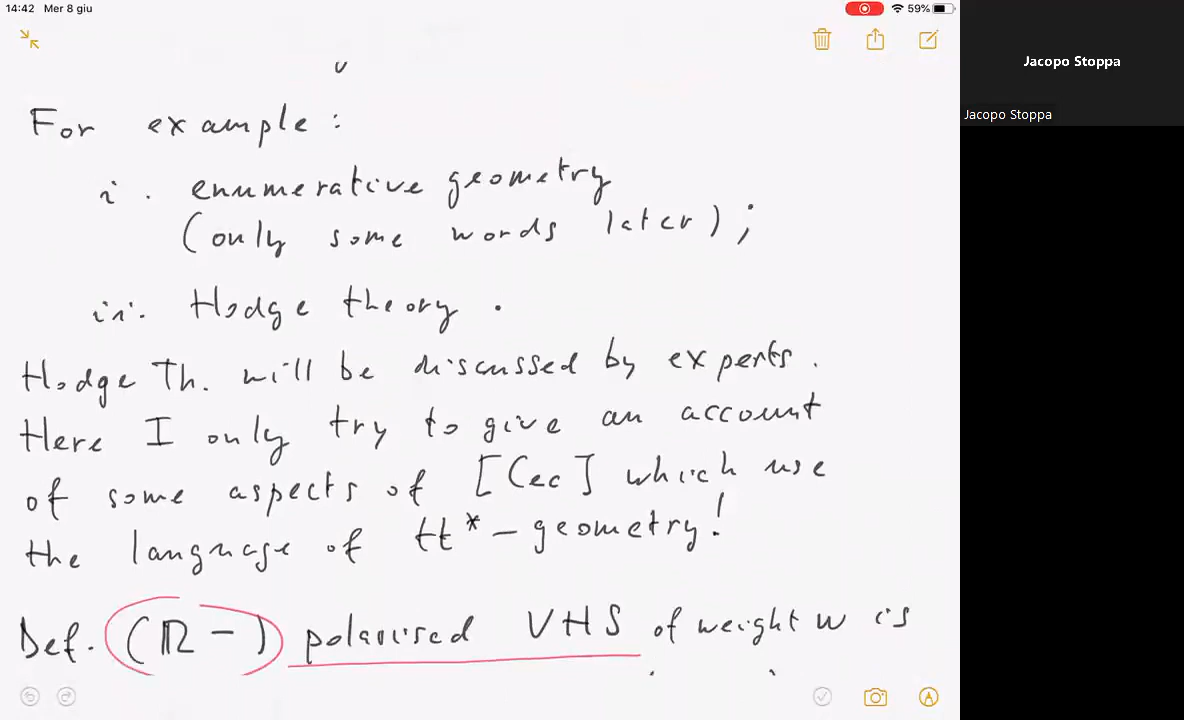 14:42 Mer 8 giu
59%
Jacopo Stoppa
Jacopo Stoppa
For example :
i. enumerative geometry
(only some words later) ;
ii. Hodge theory .
Hodge Th. will be discussed by experts.
Here I only try to give an account
of some aspects of [Cec] which use
the language of tt* - geometry!
Def. (R -) polarised VHS of weight w is